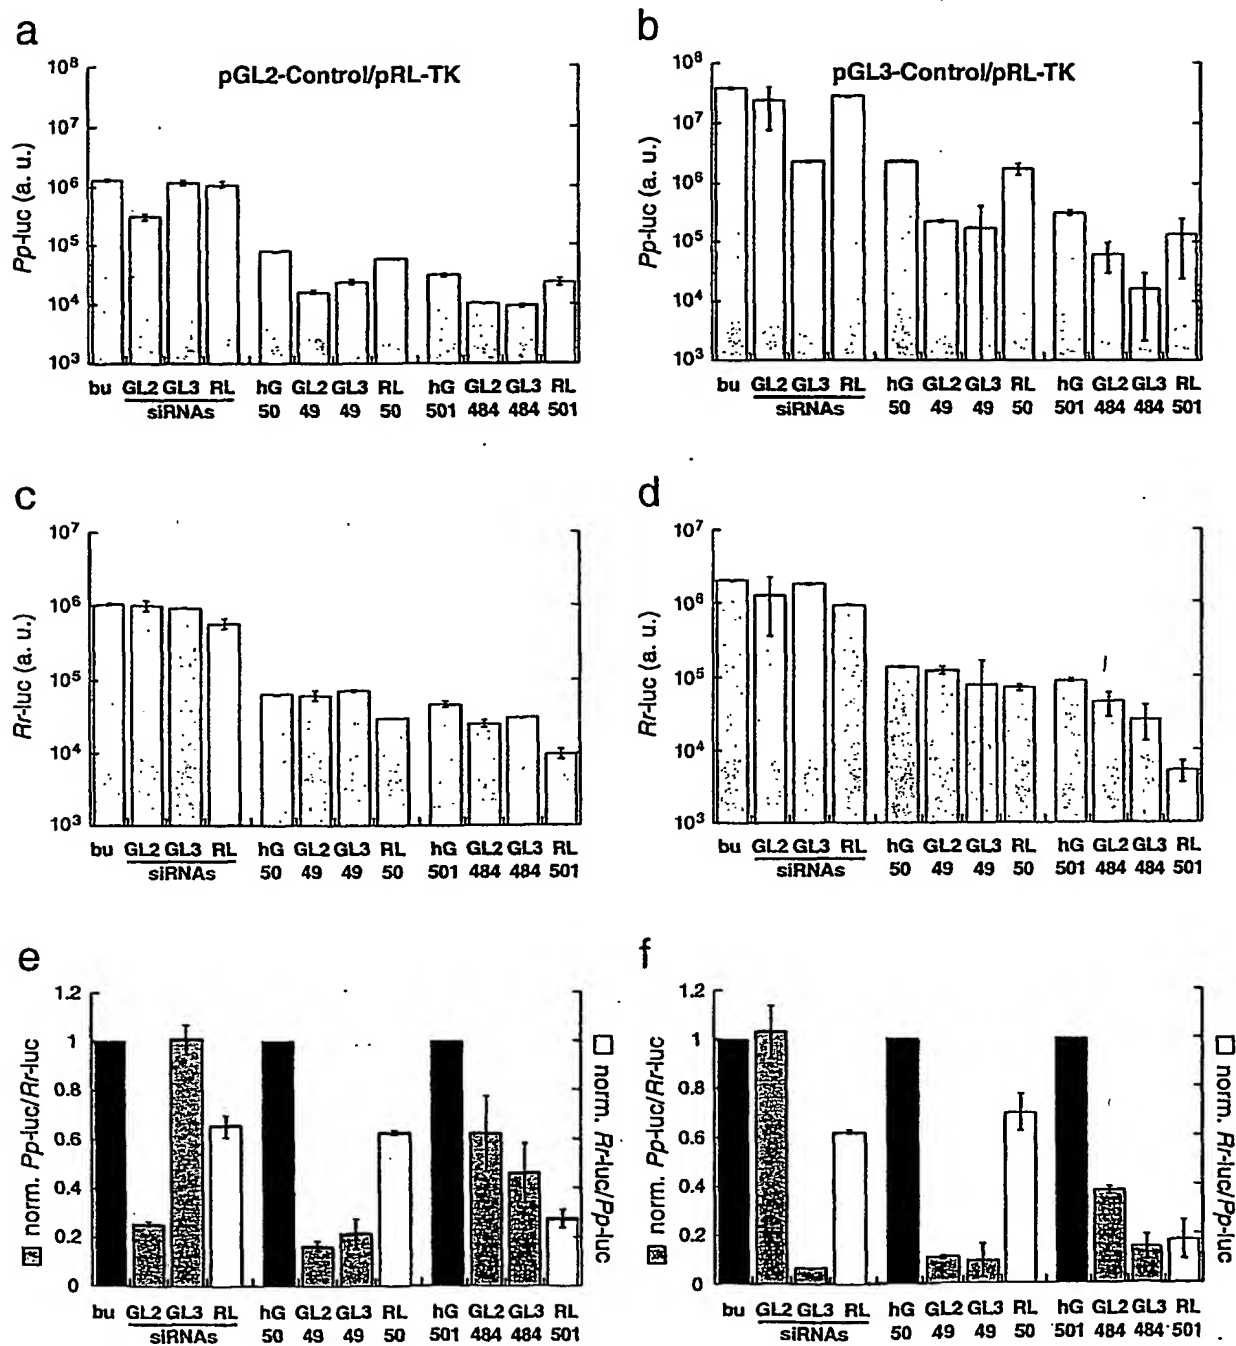 a
pGL2-Control/pRL-TK
Pp-luc (a. u.)
10⁸
10⁷
10⁶
10⁵
10⁴
10³
bu GL2 GL3 RL hG GL2 GL3 RL hG GL2 GL3 RL
siRNAs 50 49 49 50 501 484 484 501
b
pGL3-Control/pRL-TK
Pp-luc (a. u.)
10⁸
10⁷
10⁶
10⁵
10⁴
10³
bu GL2 GL3 RL hG GL2 GL3 RL hG GL2 GL3 RL
siRNAs 50 49 49 50 501 484 484 501
c
Rr-luc (a. u.)
10⁷
10⁶
10⁵
10⁴
10³
bu GL2 GL3 RL hG GL2 GL3 RL hG GL2 GL3 RL
siRNAs 50 49 49 50 501 484 484 501
d
Rr-luc (a. u.)
10⁷
10⁶
10⁵
10⁴
10³
bu GL2 GL3 RL hG GL2 GL3 RL hG GL2 GL3 RL
siRNAs 50 49 49 50 501 484 484 501
e
norm. Pp-luc/Rr-luc
1.2
1
0.8
0.6
0.4
0.2
0
norm. Rr-luc/Pp-luc
bu GL2 GL3 RL hG GL2 GL3 RL hG GL2 GL3 RL
siRNAs 50 49 49 50 501 484 484 501
f
norm. Pp-luc/Rr-luc
1.2
1
0.8
0.6
0.4
0.2
0
norm. Rr-luc/Pp-luc
bu GL2 GL3 RL hG GL2 GL3 RL hG GL2 GL3 RL
siRNAs 50 49 49 50 501 484 484 501